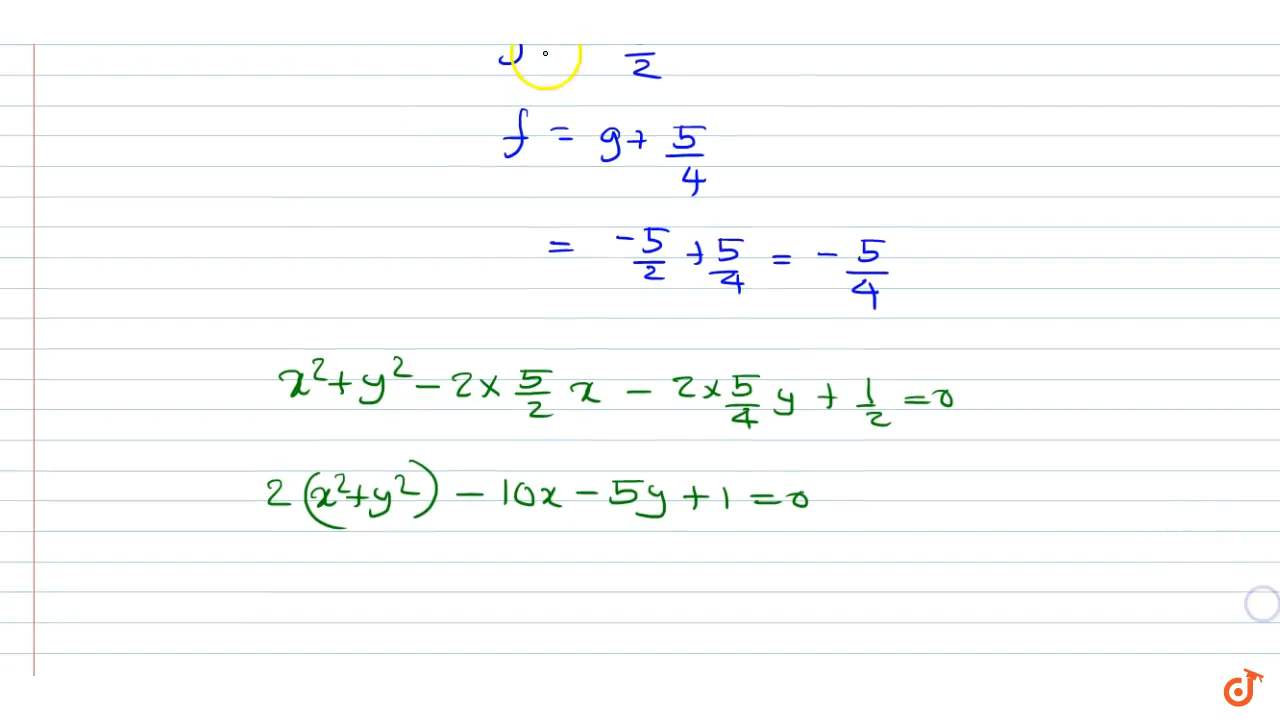 2
f = g + 5/4
= -5/2 + 5/4 = - 5/4
x² + y² - 2 × 5/2 x - 2 × 5/4 y + 1/2 = 0
2(x² + y²) - 10x - 5y + 1 = 0